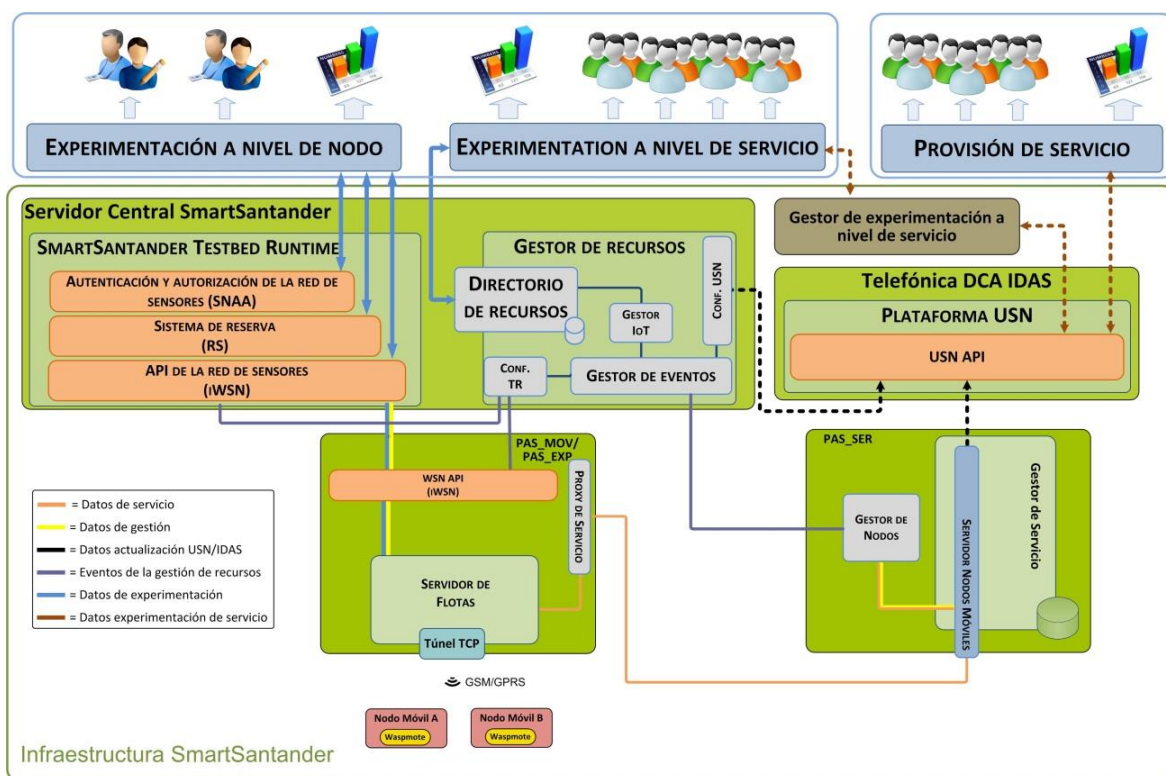 EXPERIMENTACIÓN A NIVEL DE NODO
EXPERIMENTATION A NIVEL DE SERVICIO
PROVISIÓN DE SERVICIO
Servidor Central SmartSantander
SMARTSANTANDER TESTBED RUNTIME
AUTENTICACIÓN Y AUTORIZACIÓN DE LA RED DE
SENSORES (SNAA)
SISTEMA DE RESERVA
(RS)
API DE LA RED DE SENSORES
(IWSN)
GESTOR DE RECURSOS
DIRECTORIO
DE RECURSOS
GESTOR
IOT
CONF. USN
CONF.
TR
GESTOR DE EVENTOS
Gestor de experimentación a
nivel de servicio
Telefónica DCA IDAS
PLATAFORMA USN
USN API
PAS_MOV/
PAS_EXP
WSN API
(IWSN)
PROXY DE SERVICIO
SERVIDOR DE
FLOTAS
Túnel TCP
GSM/GPRS
Nodo Móvil A
Waspmote
Nodo Móvil B
Waspmote
PAS_SER
GESTOR DE
NODOS
SERVIDOR NODOS MÓVILES
Gestor de Servicio
= Datos de servicio
= Datos de gestión
= Datos actualización USN/IDAS
= Eventos de la gestión de recursos
= Datos de experimentación
= Datos experimentación de servicio
Infraestructura SmartSantander